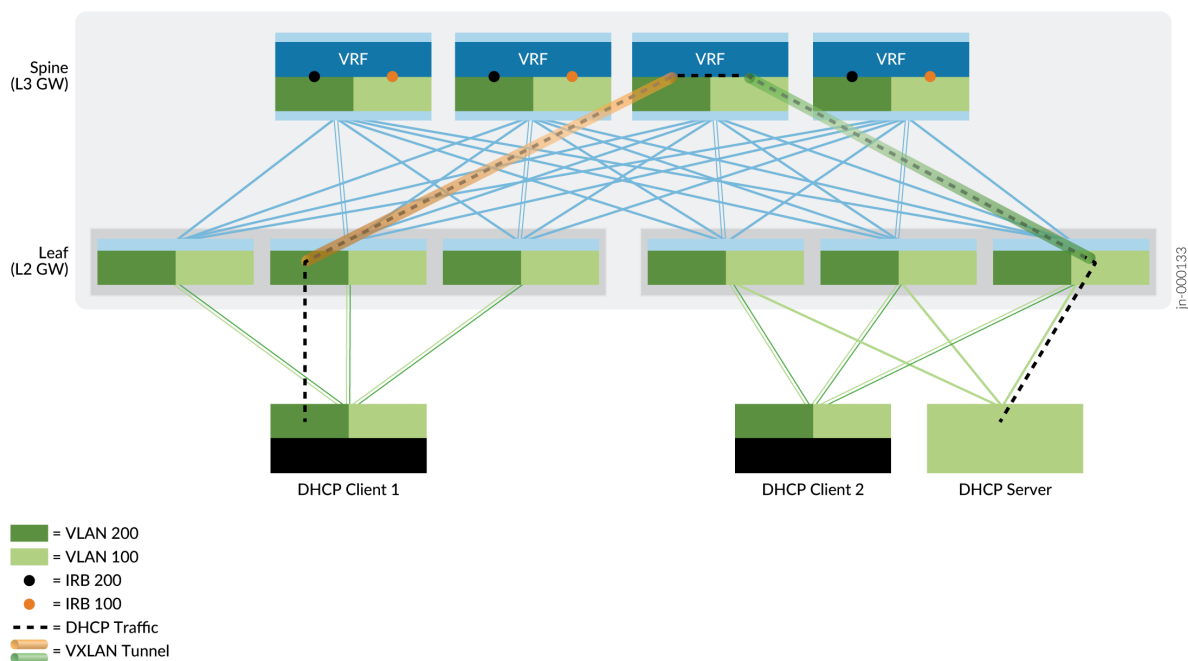 VRF
VRF
VRF
VRF
Spine
(L3 GW)
Leaf
(L2 GW)
jn-000133
DHCP Client 1
DHCP Client 2
DHCP Server
= VLAN 200
= VLAN 100
= IRB 200
= IRB 100
= DHCP Traffic
= VXLAN Tunnel